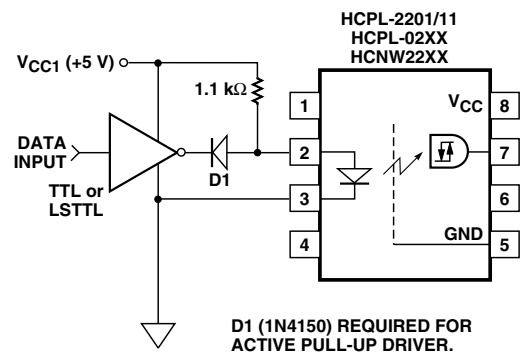 HCPL-2201/11
HCPL-02XX
HCNW22XX
VCC1 (+5 V)
1.1 kΩ
DATA
INPUT
TTL or
LSTTL
D1
1
2
3
4
VCC
8
7
6
GND
5
D1 (1N4150) REQUIRED FOR
ACTIVE PULL-UP DRIVER.